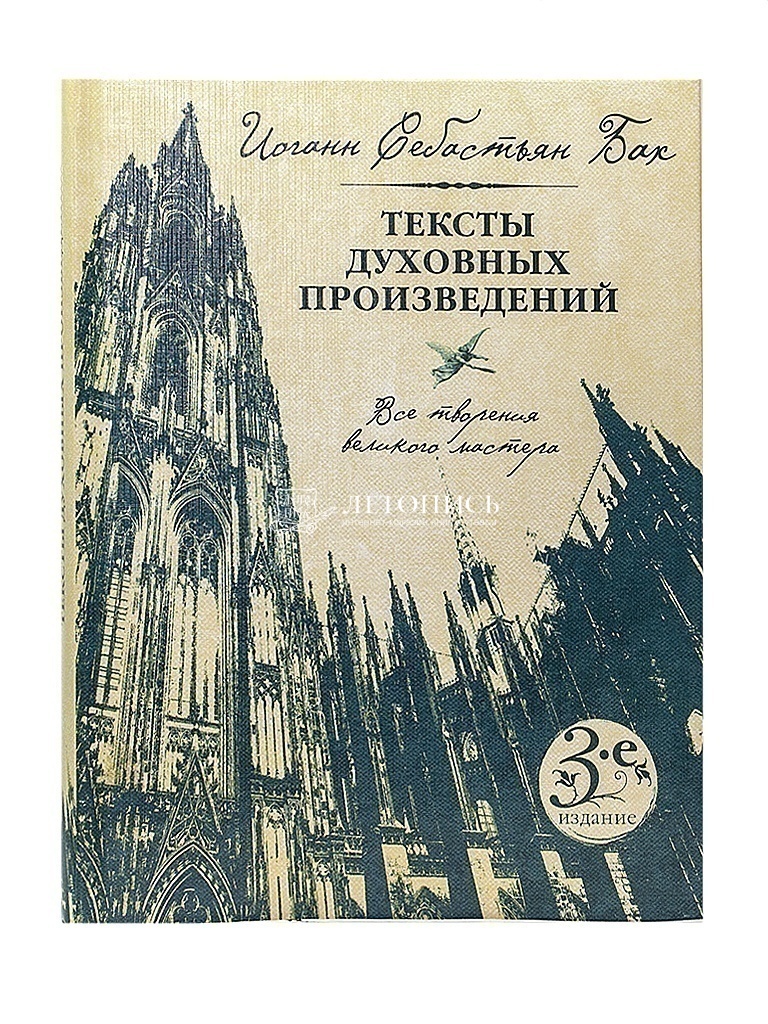 Иоганн Себастьян Бах
ТЕКСТЫ
ДУХОВНЫХ
ПРОИЗВЕДЕНИЙ
Все творения
великого мастера
ЛЕТОПИСЬ
3-е
издание